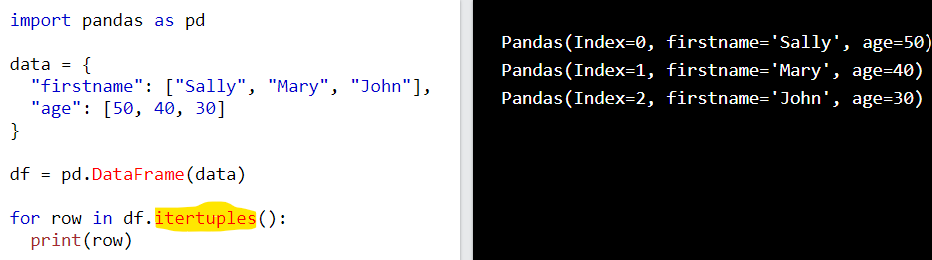 import pandas as pd
data = {
  "firstname": ["Sally", "Mary", "John"],
  "age": [50, 40, 30]
}
df = pd.DataFrame(data)
for row in df.itertuples():
  print(row)
Pandas(Index=0, firstname='Sally', age=50)
Pandas(Index=1, firstname='Mary', age=40)
Pandas(Index=2, firstname='John', age=30)